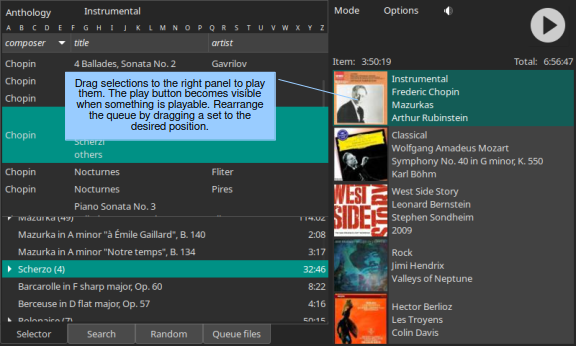 Anthology Instrumental
A B C D E F G H I J K L M N O P Q R S T U V W X Y Z
composer title artist
Chopin 4 Ballades, Sonata No. 2 Gavrilov
Chopin
Chopin
Drag selections to the right panel to play
them. The play button becomes visible
when something is playable. Rearrange
the queue by dragging a set to the
desired position.
Chopin
Scherzi
others
Chopin Nocturnes Fliter
Chopin Nocturnes Pires
Piano Sonata No. 3
Mazurka (49) 114:02
Mazurka in A minor "à Émile Gaillard", B. 140 2:08
Mazurka in A minor "Notre temps", B. 134 3:17
Scherzo (4) 32:46
Barcarolle in F sharp major, Op. 60 8:22
Berceuse in D flat major, Op. 57 4:16
Polonaise (7) 50:15
Selector Search Random Queue files
Mode Options
Item: 3:50:19 Total: 6:56:47
Instrumental
Frederic Chopin
Mazurkas
Arthur Rubinstein
Classical
Wolfgang Amadeus Mozart
Symphony No. 40 in G minor, K. 550
Karl Böhm
WEST
SIDE
STORY
West Side Story
Leonard Bernstein
Stephen Sondheim
2009
Rock
Jimi Hendrix
Valleys of Neptune
Hector Berlioz
Les Troyens
Colin Davis